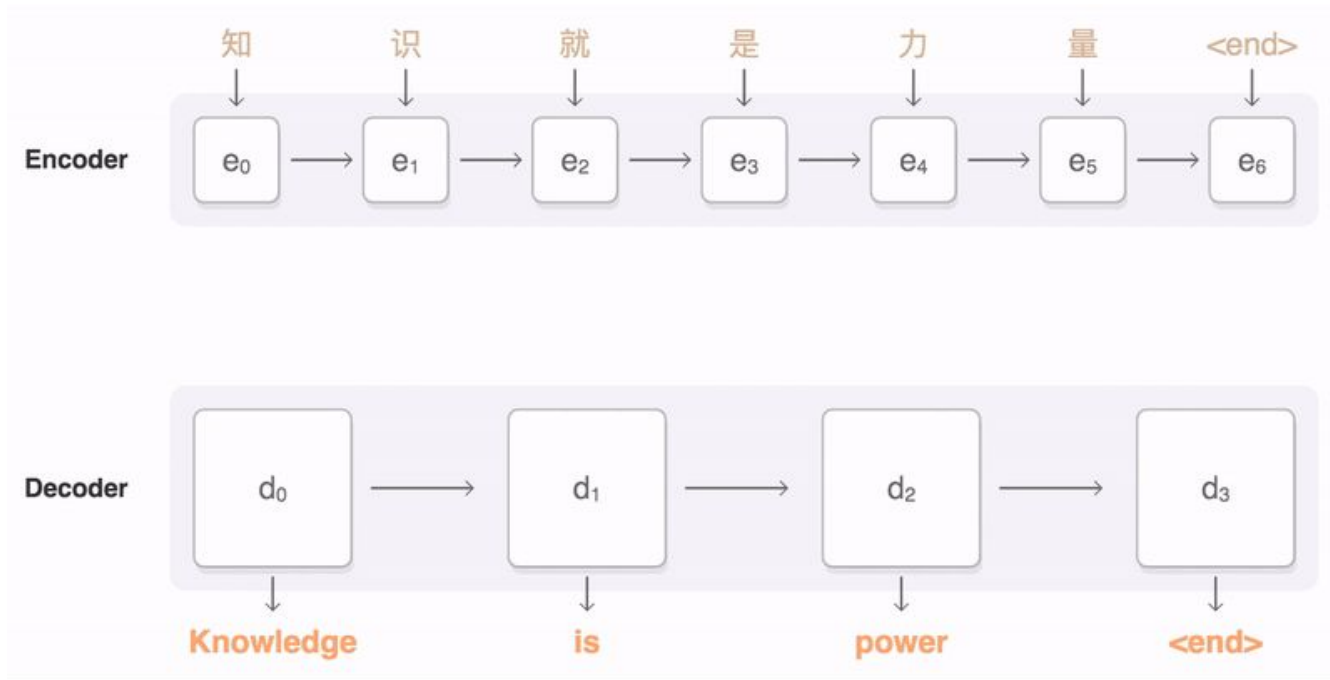 知 识 就 是 力 量 <end>
Encoder e₀ e₁ e₂ e₃ e₄ e₅ e₆
Decoder d₀ d₁ d₂ d₃
Knowledge is power <end>